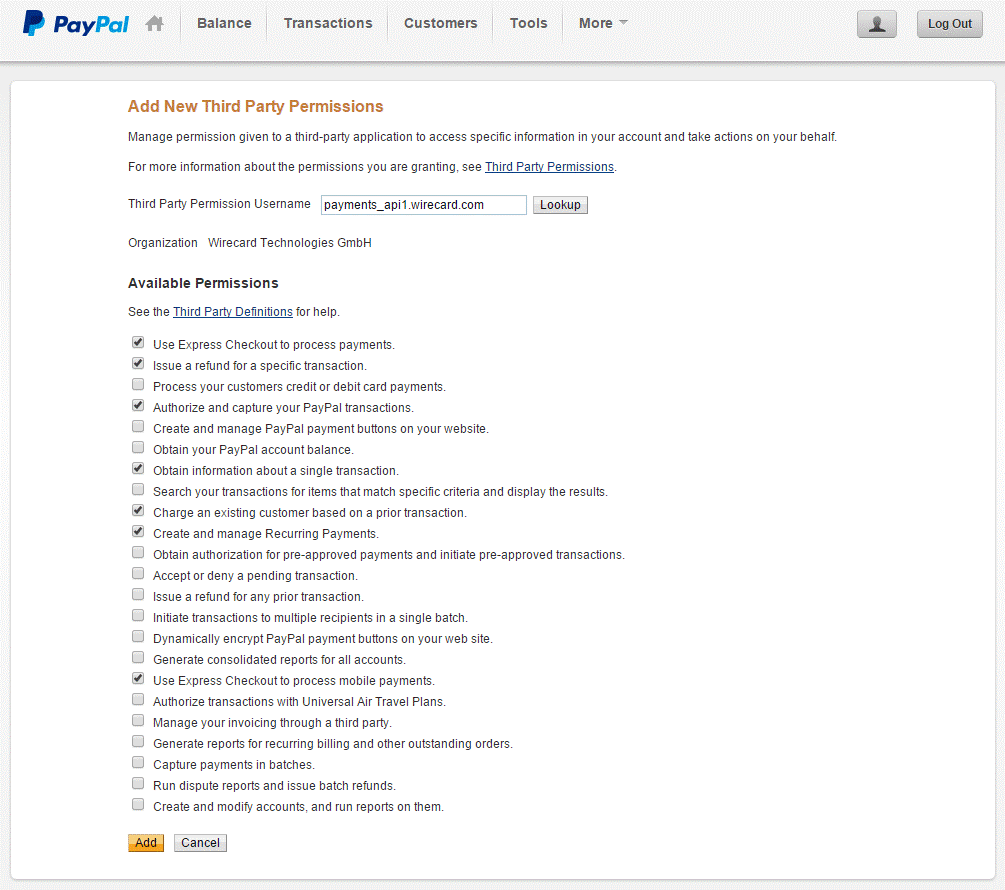 PayPal Balance Transactions Customers Tools More Log Out
Add New Third Party Permissions
Manage permission given to a third-party application to access specific information in your account and take actions on your behalf.
For more information about the permissions you are granting, see Third Party Permissions.
Third Party Permission Username payments_api1.wirecard.com Lookup
Organization Wirecard Technologies GmbH
Available Permissions
See the Third Party Definitions for help.
Use Express Checkout to process payments.
Issue a refund for a specific transaction.
Process your customers credit or debit card payments.
Authorize and capture your PayPal transactions.
Create and manage PayPal payment buttons on your website.
Obtain your PayPal account balance.
Obtain information about a single transaction.
Search your transactions for items that match specific criteria and display the results.
Charge an existing customer based on a prior transaction.
Create and manage Recurring Payments.
Obtain authorization for pre-approved payments and initiate pre-approved transactions.
Accept or deny a pending transaction.
Issue a refund for any prior transaction.
Initiate transactions to multiple recipients in a single batch.
Dynamically encrypt PayPal payment buttons on your web site.
Generate consolidated reports for all accounts.
Use Express Checkout to process mobile payments.
Authorize transactions with Universal Air Travel Plans.
Manage your invoicing through a third party.
Generate reports for recurring billing and other outstanding orders.
Capture payments in batches.
Run dispute reports and issue batch refunds.
Create and modify accounts, and run reports on them.
Add Cancel